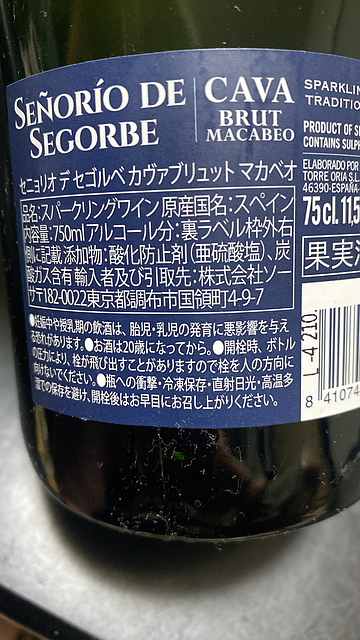 SEÑORÍO DE
SEGORBE
CAVA
BRUT
MACABEO
セニョリオ デ セゴルベ カヴァブリュット マカベオ
品名:スパークリングワイン 原産国名:スペイン
内容量:750ml アルコール分:裏ラベル枠外右
側に記載 添加物:酸化防止剤(亜硫酸塩)、炭
酸ガス含有 輸入者及び引取先:株式会社ソー
サ〒182-0022東京都調布市国領町4-9-7
●妊娠中や授乳期の飲酒は、胎児・乳児の発育に悪影響を与え
る恐れがあります。●お酒は20歳になってから。●開栓時、ボトル
の圧力により、栓が飛び出すことがありますので栓を人の方向に
向けないでください。●瓶への衝撃・冷凍保存・直射日光・高温多
湿での保存を避け、開栓後はお早目にお召し上がりください。
SPARKLIN
TRADITIO
PRODUCT OF S
CONTAINS SULPH
ELABORADO POR
TORRE ORIA S.L.
46390-ESPAÑA
75cl. 11,5
果実酒
L-4 210
8 41074